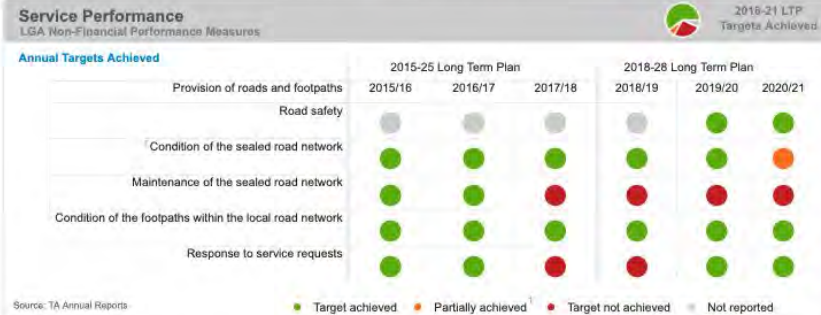 Service Performance
LGA Non-Financial Performance Measures
2018-21 LTP
Targets Achieved
Annual Targets Achieved
2015-25 Long Term Plan
2018-28 Long Term Plan
Provision of roads and footpaths 2015/16 2016/17 2017/18 2018/19 2019/20 2020/21
Road safety
Condition of the sealed road network
Maintenance of the sealed road network
Condition of the footpaths within the local road network
Response to service requests
Source: TA Annual Reports
Target achieved Partially achieved 1 Target not achieved Not reported